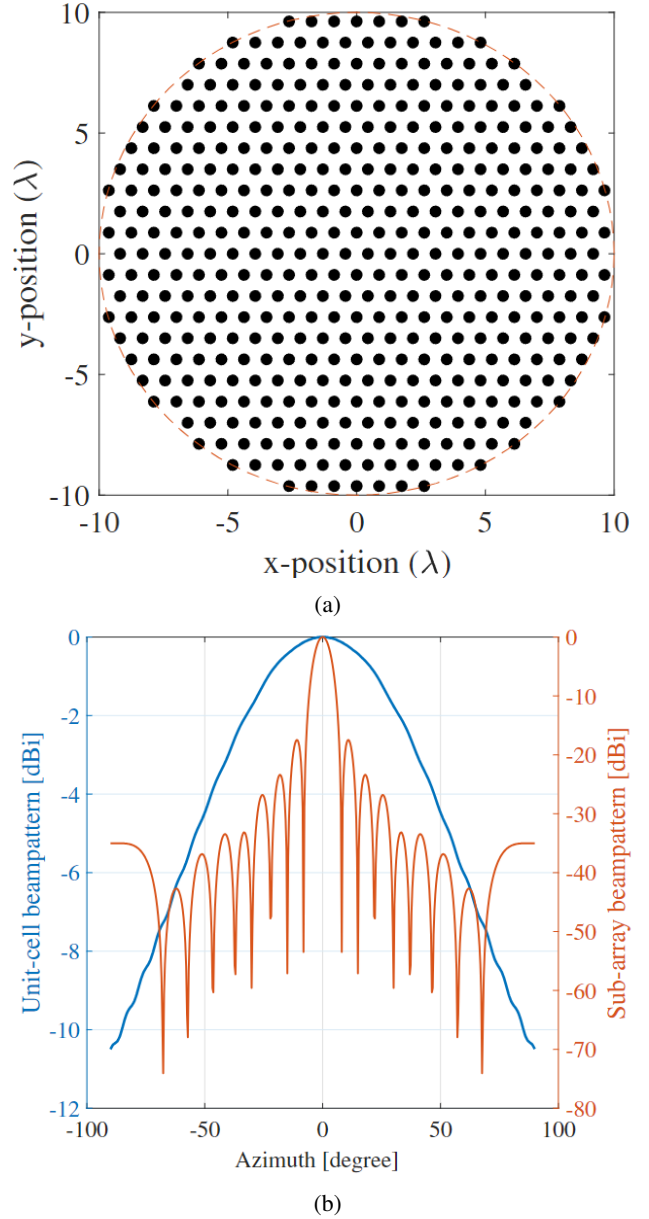 10
5
0
-5
-10
y-position (λ)
-10 -5 0 5 10
x-position (λ)
(a)
0
-2
-4
-6
-8
-10
-12
Unit-cell beampattern [dBi]
0
-10
-20
-30
-40
-50
-60
-70
-80
Sub-array beampattern [dBi]
-100 -50 0 50 100
Azimuth [degree]
(b)